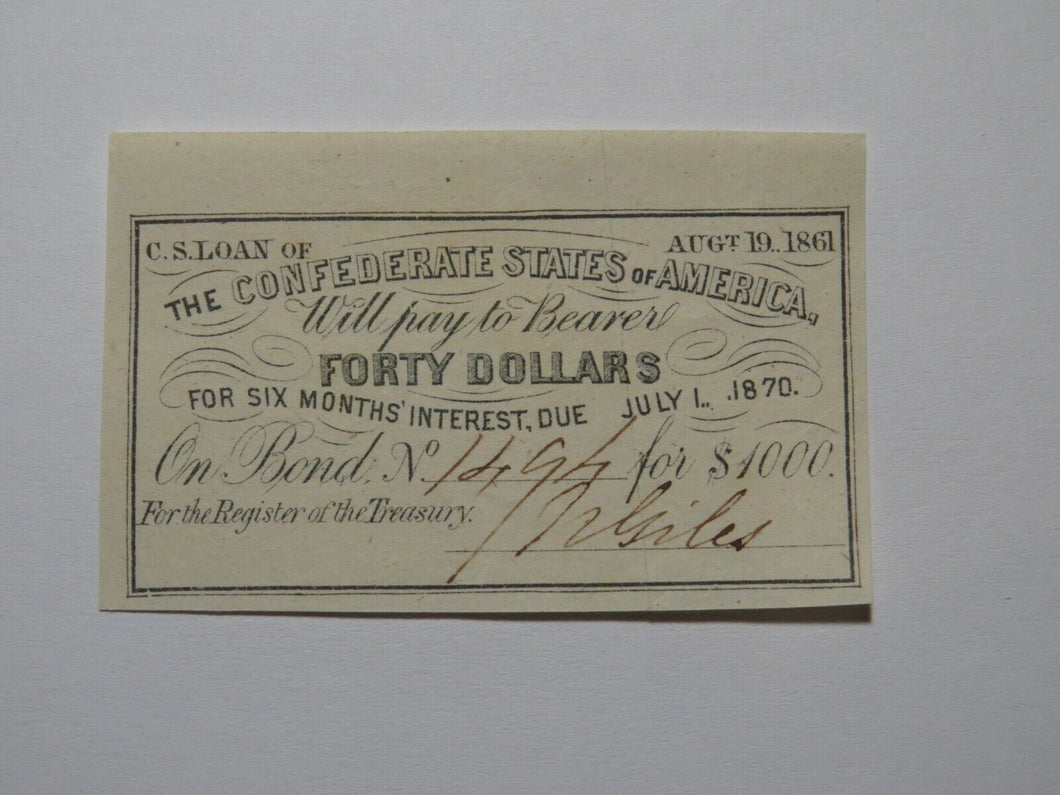 C.S. LOAN OF AUGT 19.. 1861
THE CONFEDERATE STATES OF AMERICA,
Will pay to Bearer
FORTY DOLLARS
FOR SIX MONTHS' INTEREST, DUE JULY 1.. .1870.
On Bond, No. 1494 for $1000.
For the Register of the Treasury.
Giles